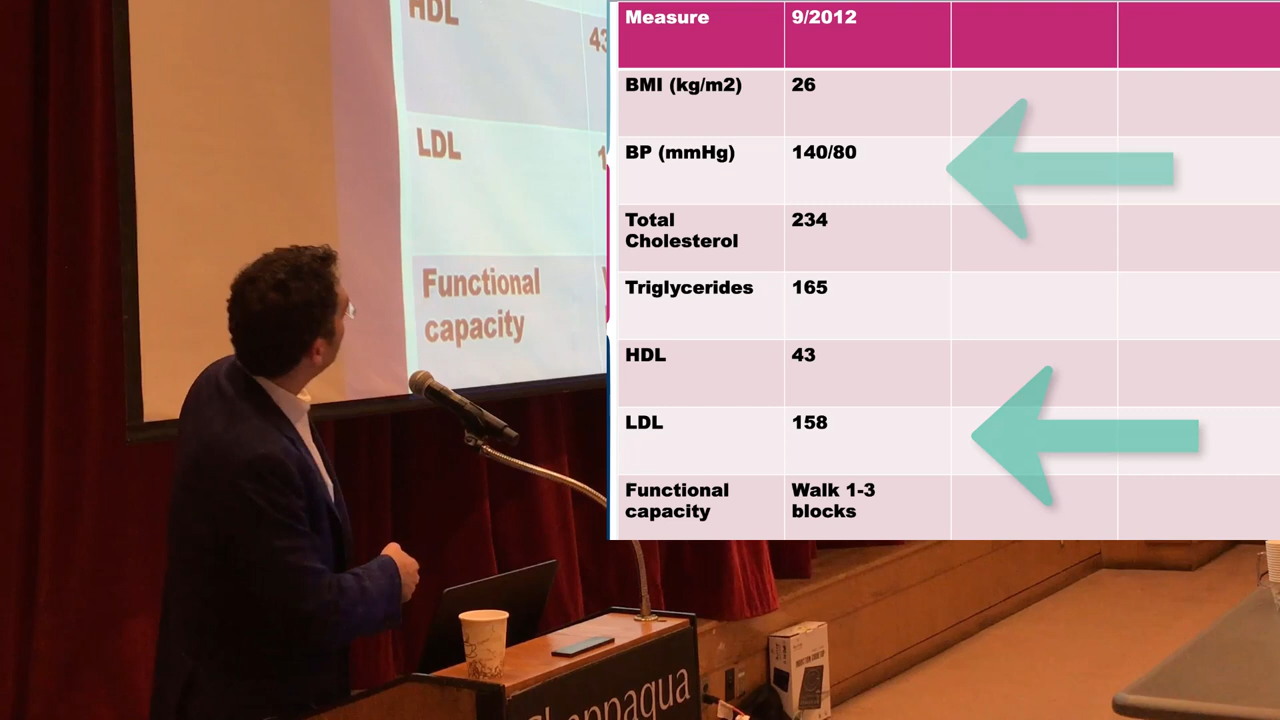 HDL
43
LDL
Functional
capacity
Measure 9/2012
BMI (kg/m2) 26
BP (mmHg) 140/80
Total
Cholesterol 234
Triglycerides 165
HDL 43
LDL 158
Functional Walk 1-3
capacity blocks
Chappaqua